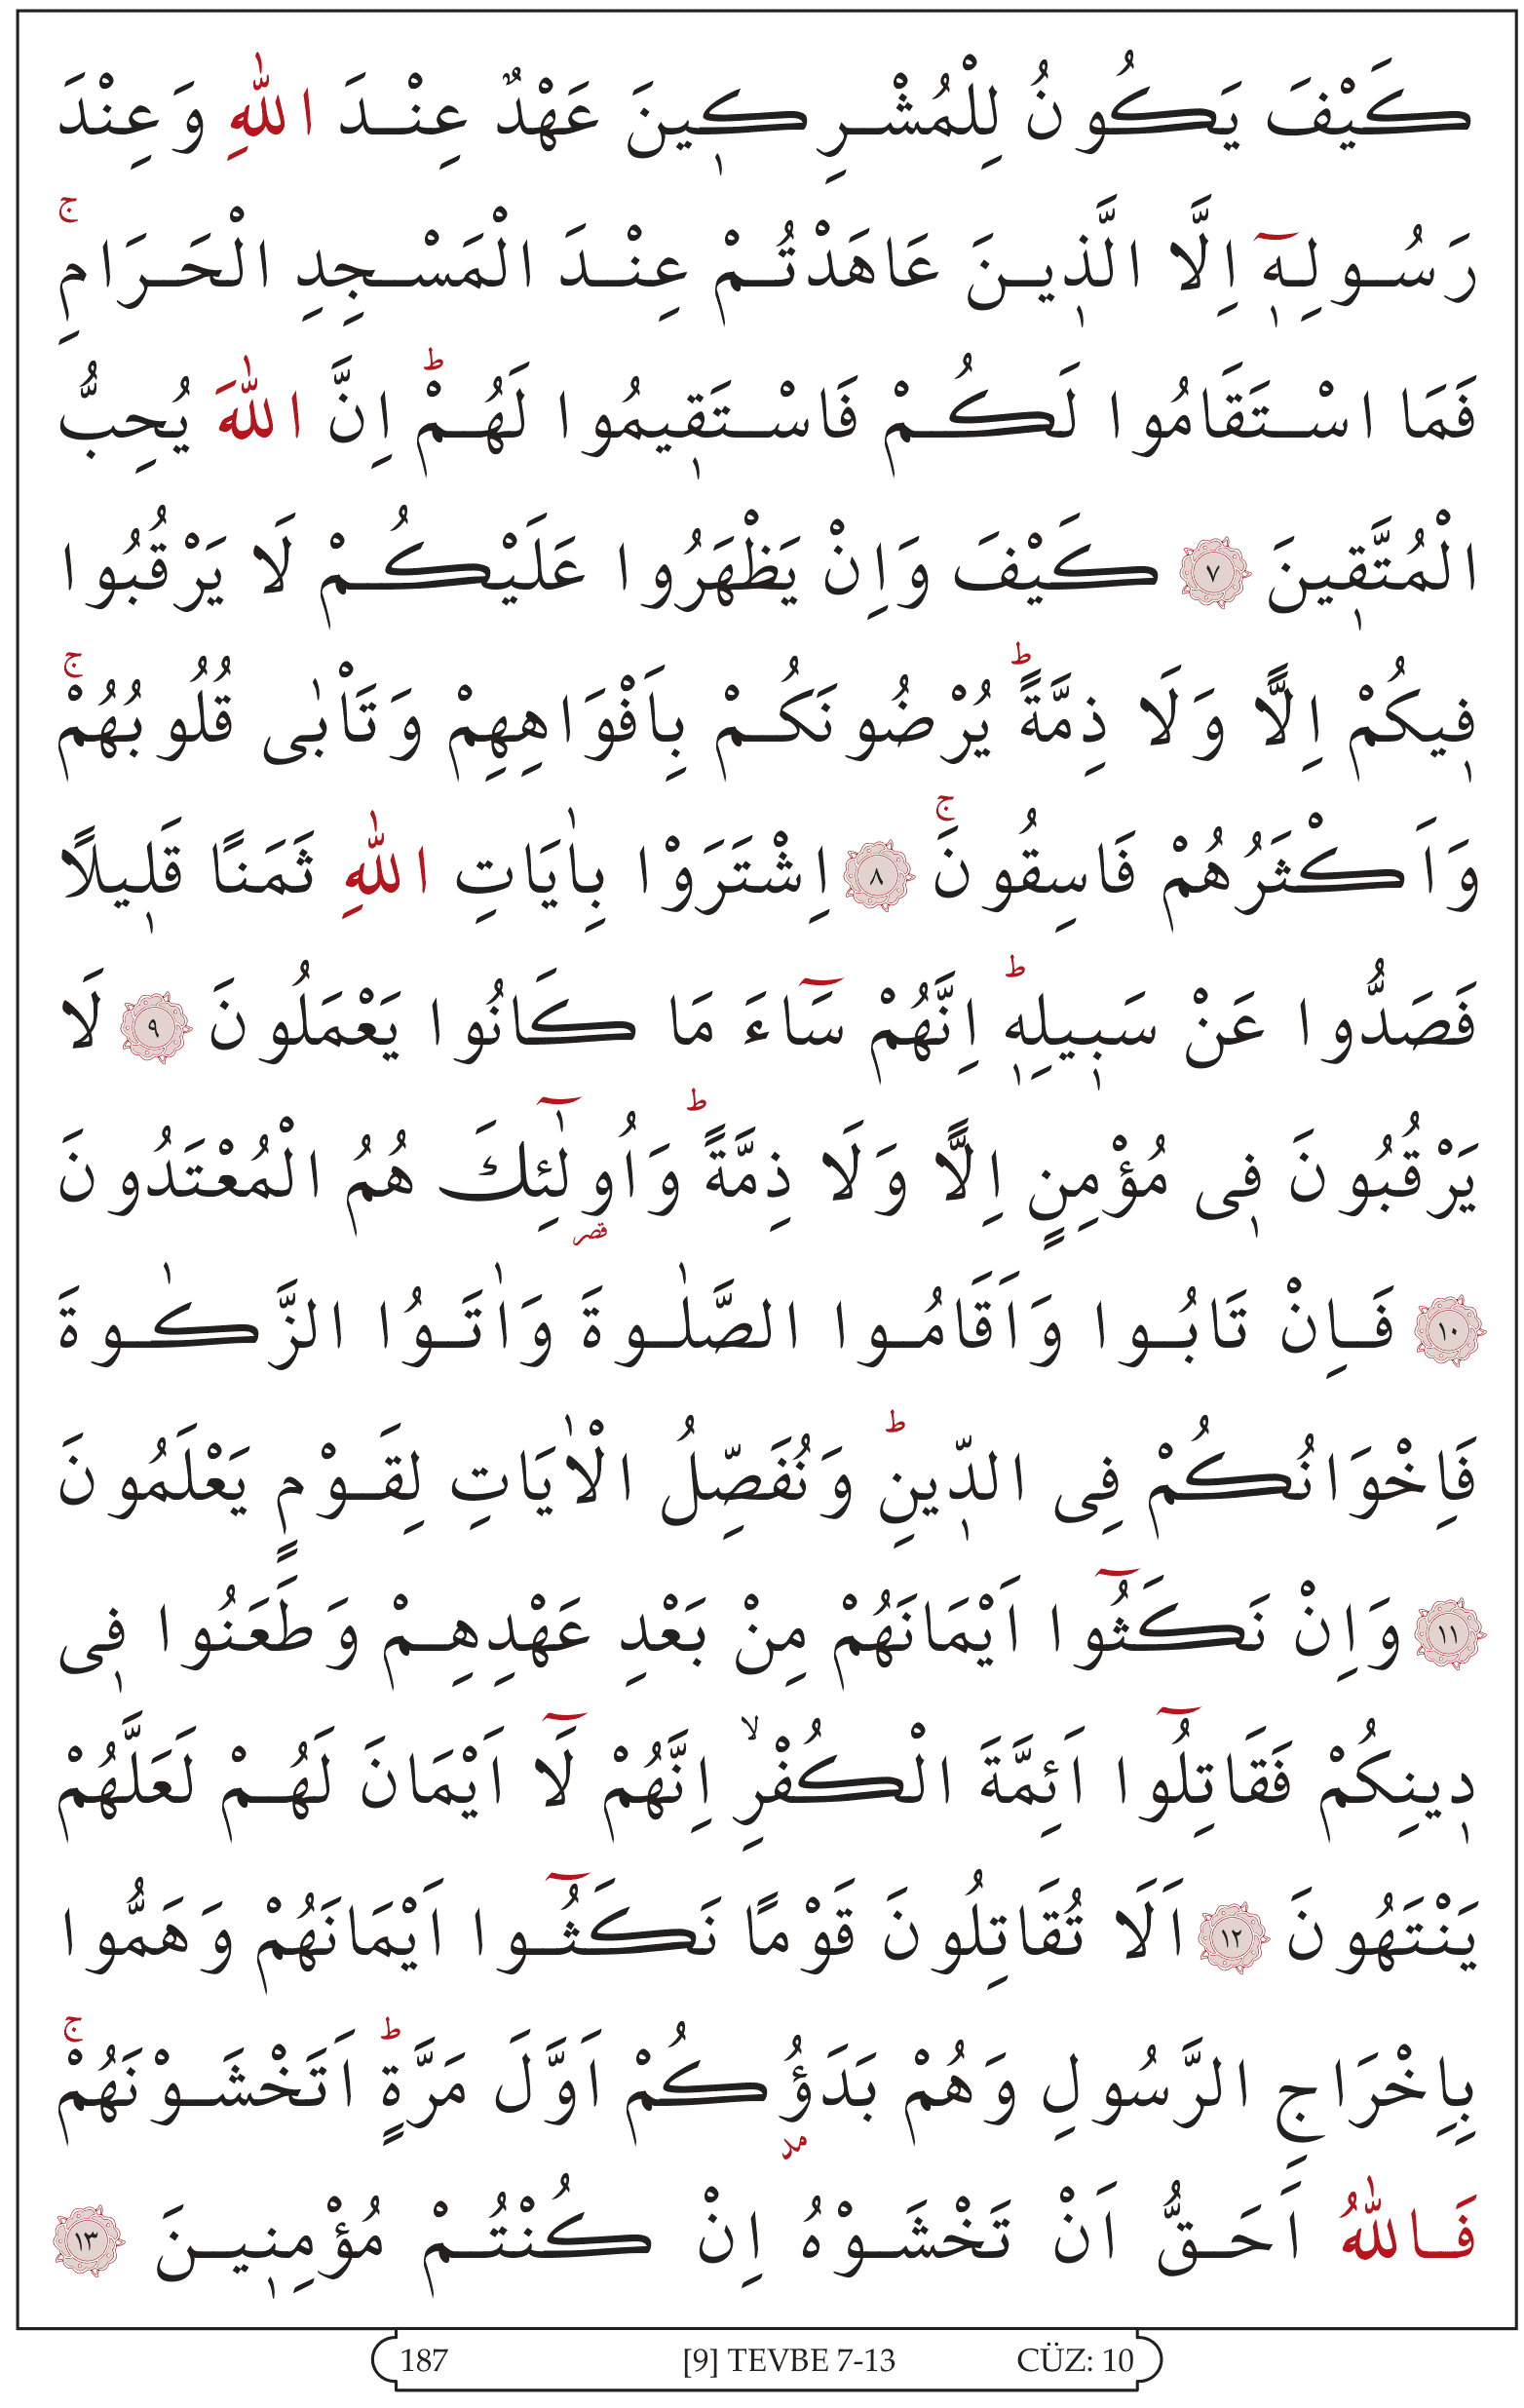 كَيْفَ يَكُونُ لِلْمُشْرِكٖينَ عَهْدٌ عِنْدَ اللّٰهِ وَعِنْدَ
رَسُولِهٖٓ اِلَّا الَّذٖينَ عَاهَدْتُمْ عِنْدَ الْمَسْجِدِ الْحَرَامِۚ
فَمَا اسْتَقَامُوا لَكُمْ فَاسْتَقٖيمُوا لَهُمْؕ اِنَّ اللّٰهَ يُحِبُّ
الْمُتَّقٖينَ ﴿٧﴾ كَيْفَ وَاِنْ يَظْهَرُوا عَلَيْكُمْ لَا يَرْقُبُوا
فٖيكُمْ اِلًّا وَلَا ذِمَّةًؕ يُرْضُونَكُمْ بِاَفْوَاهِهِمْ وَتَاْبٰى قُلُوبُهُمْۚ
وَاَكْثَرُهُمْ فَاسِقُونَۚ ﴿٨﴾ اِشْتَرَوْا بِاٰيَاتِ اللّٰهِ ثَمَنًا قَلٖيلًا
فَصَدُّوا عَنْ سَبٖيلِهٖؕ اِنَّهُمْ سَٓاءَ مَا كَانُوا يَعْمَلُونَ ﴿٩﴾ لَا
يَرْقُبُونَ فٖى مُؤْمِنٍ اِلًّا وَلَا ذِمَّةًؕ وَاُولٰٓئِكَ هُمُ الْمُعْتَدُونَ
قصر
﴿١٠﴾ فَاِنْ تَابُوا وَاَقَامُوا الصَّلٰوةَ وَاٰتَوُا الزَّكٰوةَ
فَاِخْوَانُكُمْ فِى الدّٖينِؕ وَنُفَصِّلُ الْاٰيَاتِ لِقَوْمٍ يَعْلَمُونَ
﴿١١﴾ وَاِنْ نَكَثُٓوا اَيْمَانَهُمْ مِنْ بَعْدِ عَهْدِهِمْ وَطَعَنُوا فٖى
دٖينِكُمْ فَقَاتِلُٓوا اَئِمَّةَ الْكُفْرِۙ اِنَّهُمْ لَٓا اَيْمَانَ لَهُمْ لَعَلَّهُمْ
يَنْتَهُونَ ﴿١٢﴾ اَلَا تُقَاتِلُونَ قَوْمًا نَكَثُٓوا اَيْمَانَهُمْ وَهَمُّوا
بِاِخْرَاجِ الرَّسُولِ وَهُمْ بَدَؤُكُمْ اَوَّلَ مَرَّةٍؕ اَتَخْشَوْنَهُمْۚ
مد
فَاللّٰهُ اَحَقُّ اَنْ تَخْشَوْهُ اِنْ كُنْتُمْ مُؤْمِنٖينَ ﴿١٣﴾
187 [9] TEVBE 7-13 CÜZ: 10